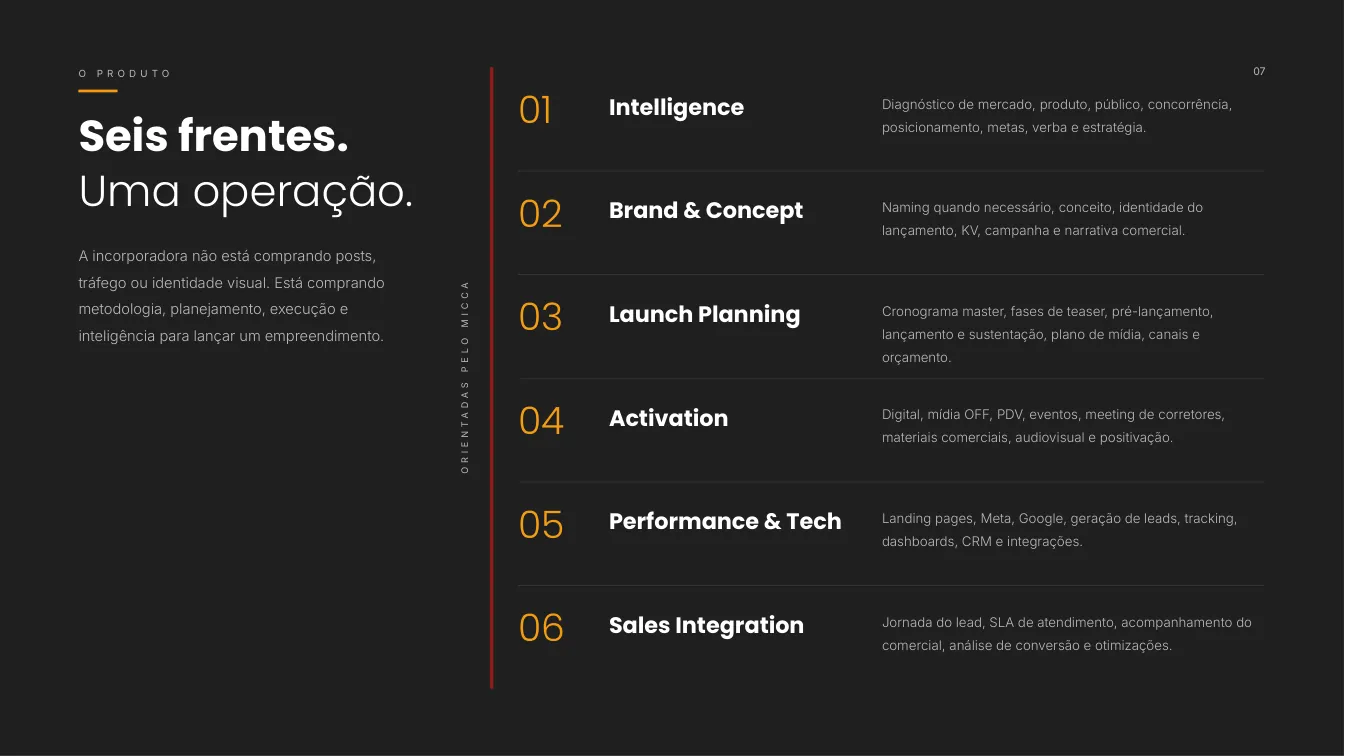 O PRODUTO
Seis frentes.
Uma operação.
A incorporadora não está comprando posts,
tráfego ou identidade visual. Está comprando
metodologia, planejamento, execução e
inteligência para lançar um empreendimento.
ORIENTADAS PELO MICCA
07
01
Intelligence
Diagnóstico de mercado, produto, público, concorrência,
posicionamento, metas, verba e estratégia.
02
Brand & Concept
Naming quando necessário, conceito, identidade do
lançamento, KV, campanha e narrativa comercial.
03
Launch Planning
Cronograma master, fases de teaser, pré-lançamento,
lançamento e sustentação, plano de mídia, canais e
orçamento.
04
Activation
Digital, mídia OFF, PDV, eventos, meeting de corretores,
materiais comerciais, audiovisual e positivação.
05
Performance & Tech
Landing pages, Meta, Google, geração de leads, tracking,
dashboards, CRM e integrações.
06
Sales Integration
Jornada do lead, SLA de atendimento, acompanhamento do
comercial, análise de conversão e otimizações.